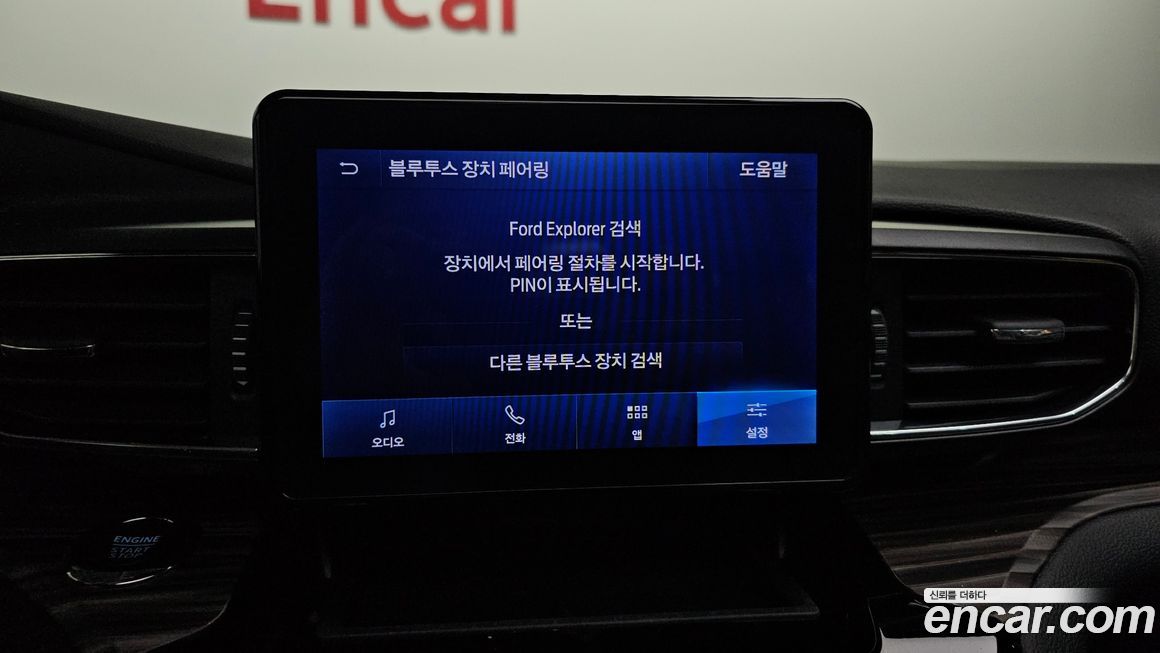 Encar
블루투스 장치 페어링
도움말
Ford Explorer 검색
장치에서 페어링 절차를 시작합니다.
PIN이 표시됩니다.
또는
다른 블루투스 장치 검색
오디오
전화
앱
설정
ENGINE
START
STOP
신뢰를 더하다
encar.com